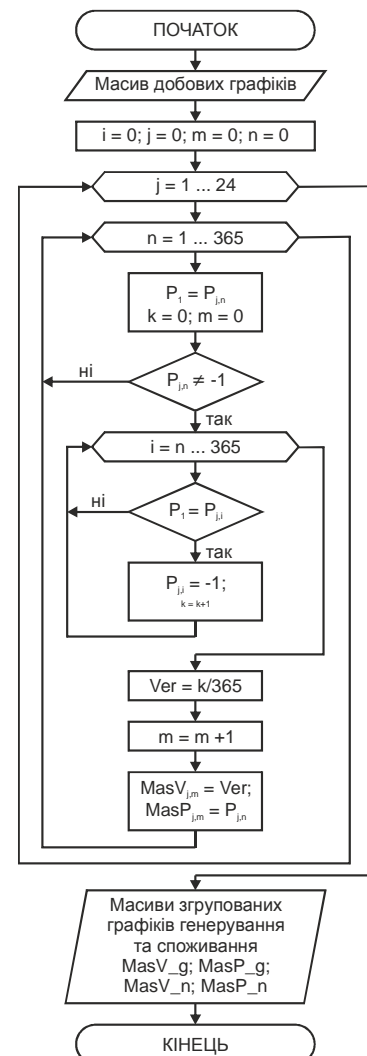 ПОЧАТОК
Масив добових графіків
i = 0; j = 0; m = 0; n = 0
j = 1 ... 24
n = 1 ... 365
P₁ = Pⱼ,ₙ
k = 0; m = 0
ні
Pⱼ,ₙ ≠ -1
так
i = n ... 365
ні
P₁ = Pⱼ,ᵢ
так
Pⱼ,ᵢ = -1;
k = k+1
Ver = k/365
m = m +1
MasVⱼ,ₘ = Ver;
MasPⱼ,ₘ = Pⱼ,ₙ
Масиви згрупованих
графіків генерування
та споживання
MasV_g; MasP_g;
MasV_n; MasP_n
КІНЕЦЬ